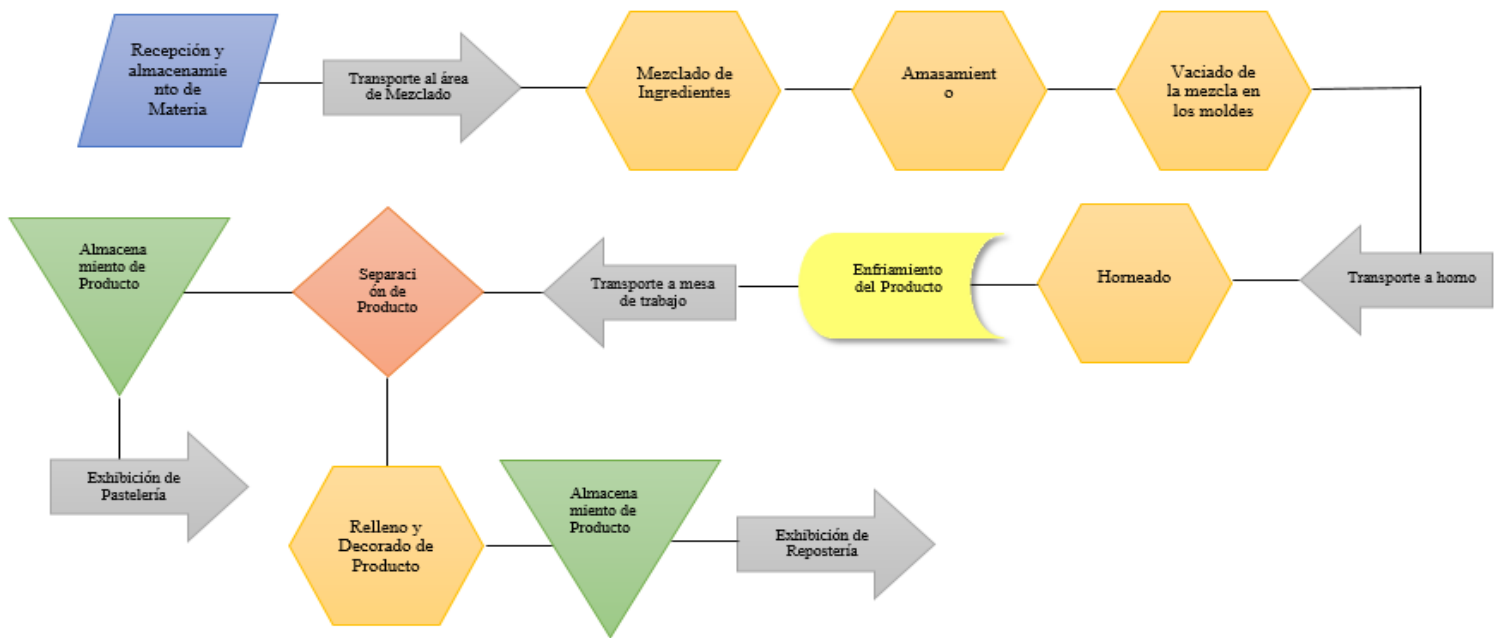 Recepción y
almacenamie
nto de
Materia
Transporte al área
de Mezclado
Mezclado de
Ingredientes
Amasamient
o
Vaciado de
la mezcla en
los moldes
Transporte a horno
Horneado
Enfriamiento
del Producto
Transporte a mesa
de trabajo
Separaci
ón de
Producto
Almacena
miento de
Producto
Exhibición de
Pastelería
Relleno y
Decorado de
Producto
Almacena
miento de
Producto
Exhibición de
Repostería